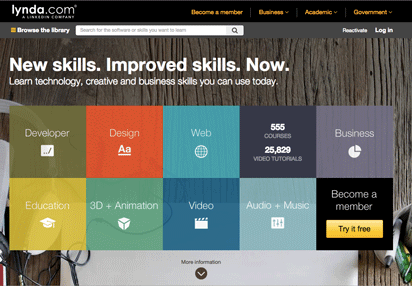 lynda.com
A LINKEDIN COMPANY
Become a member
Business
Academic
Government
Browse the library
Search for the software or skills you want to learn
Reactivate
Log in
New skills. Improved skills. Now.
Learn technology, creative and business skills you can use today.
Developer
Design
Aa
Web
555
COURSES
25,829
VIDEO TUTORIALS
Business
Education
3D + Animation
Video
Audio + Music
Become a
member
Try it free
More information